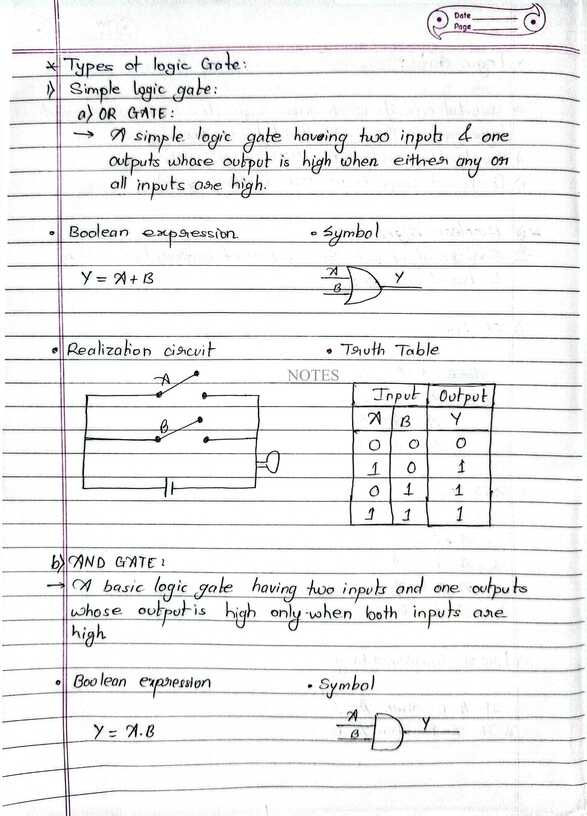 Date
Page
* Types of logic Gate:
1) Simple logic gate:
a) OR GATE:
→ A simple logic gate having two inputs & one
outputs whose output is high when either any or
all inputs are high.
• Boolean expression • Symbol
Y = A + B
A
B
Y
• Realization circuit • Truth Table
NOTES
A
B
Input Output
A B Y
0 0 0
1 0 1
0 1 1
1 1 1
b) AND GATE:
→ A basic logic gate having two inputs and one outputs
whose output is high only when both inputs are
high
• Boolean expression • Symbol
Y = A.B
A
B
Y